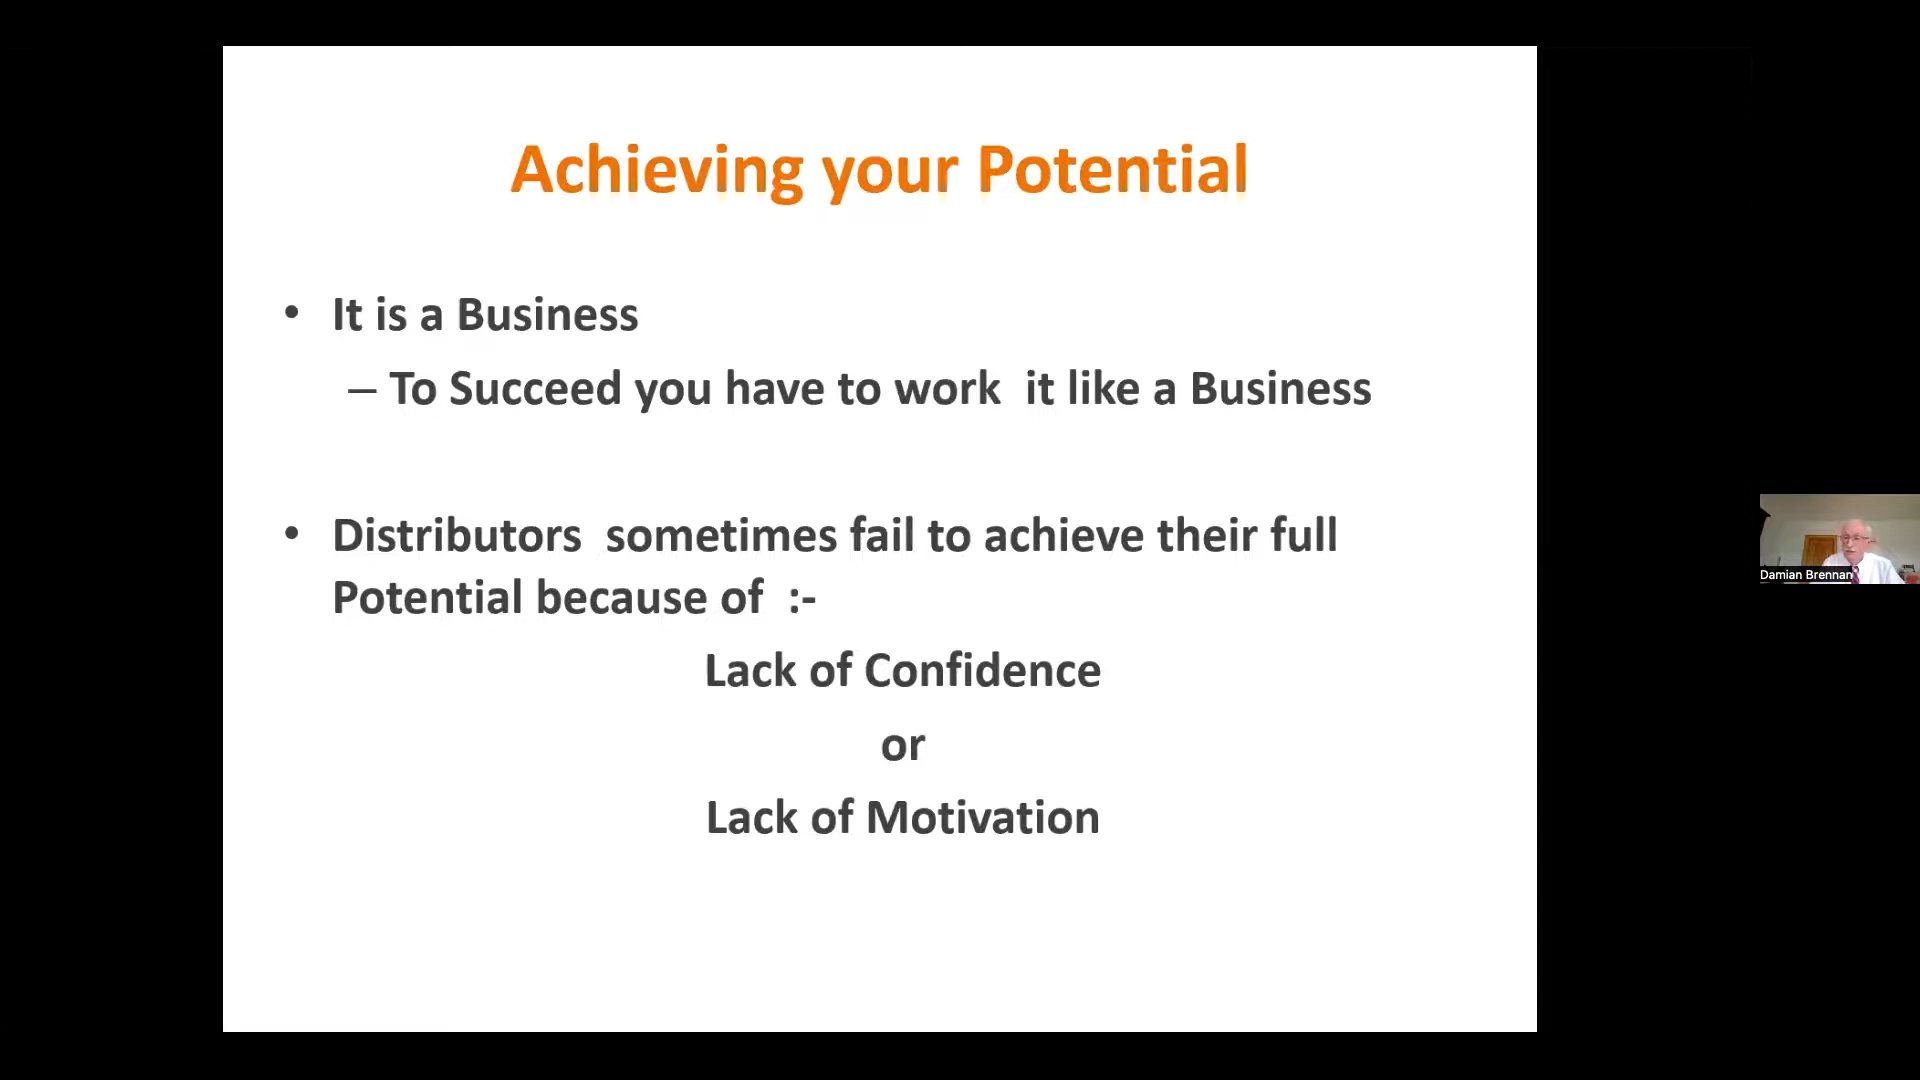 Achieving your Potential
• It is a Business
– To Succeed you have to work  it like a Business
• Distributors  sometimes fail to achieve their full
Potential because of  :-
Lack of Confidence
or
Lack of Motivation
Damian Brennan